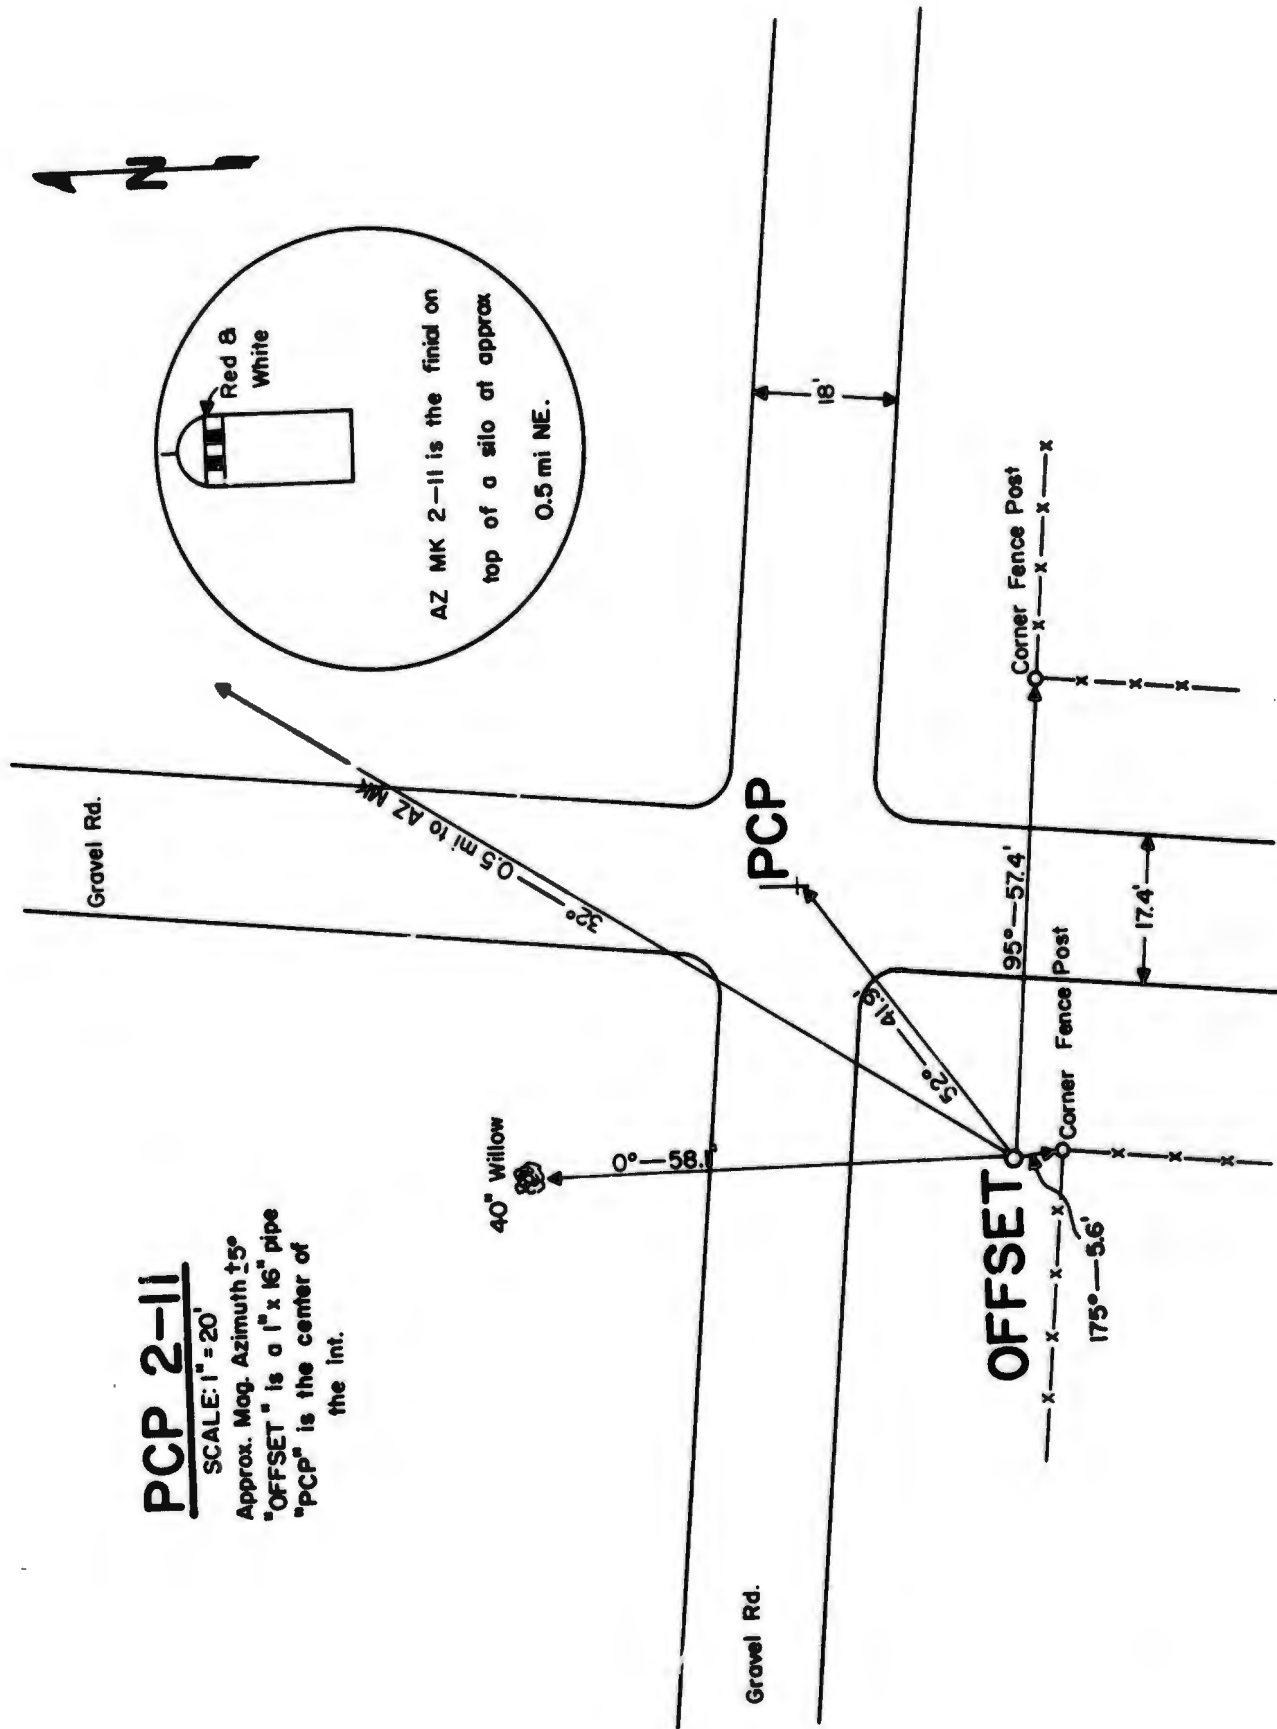 PCP 2-11
SCALE: 1" = 20'
Approx. Mag. Azimuth ±5°
"OFFSET" is a 1" x 16" pipe
"PCP" is the center of
the int.
N
Red &
White
AZ MK 2-11 is the finial on
top of a silo at approx
0.5 mi NE.
Gravel Rd.
32° — 0.5 mi to AZ MK
40" Willow
0° — 58.1'
18'
PCP
52° — 41.9'
Gravel Rd.
OFFSET
95° — 57.4'
Corner Fence Post
Corner Fence Post
175° — 5.6'
17.4'